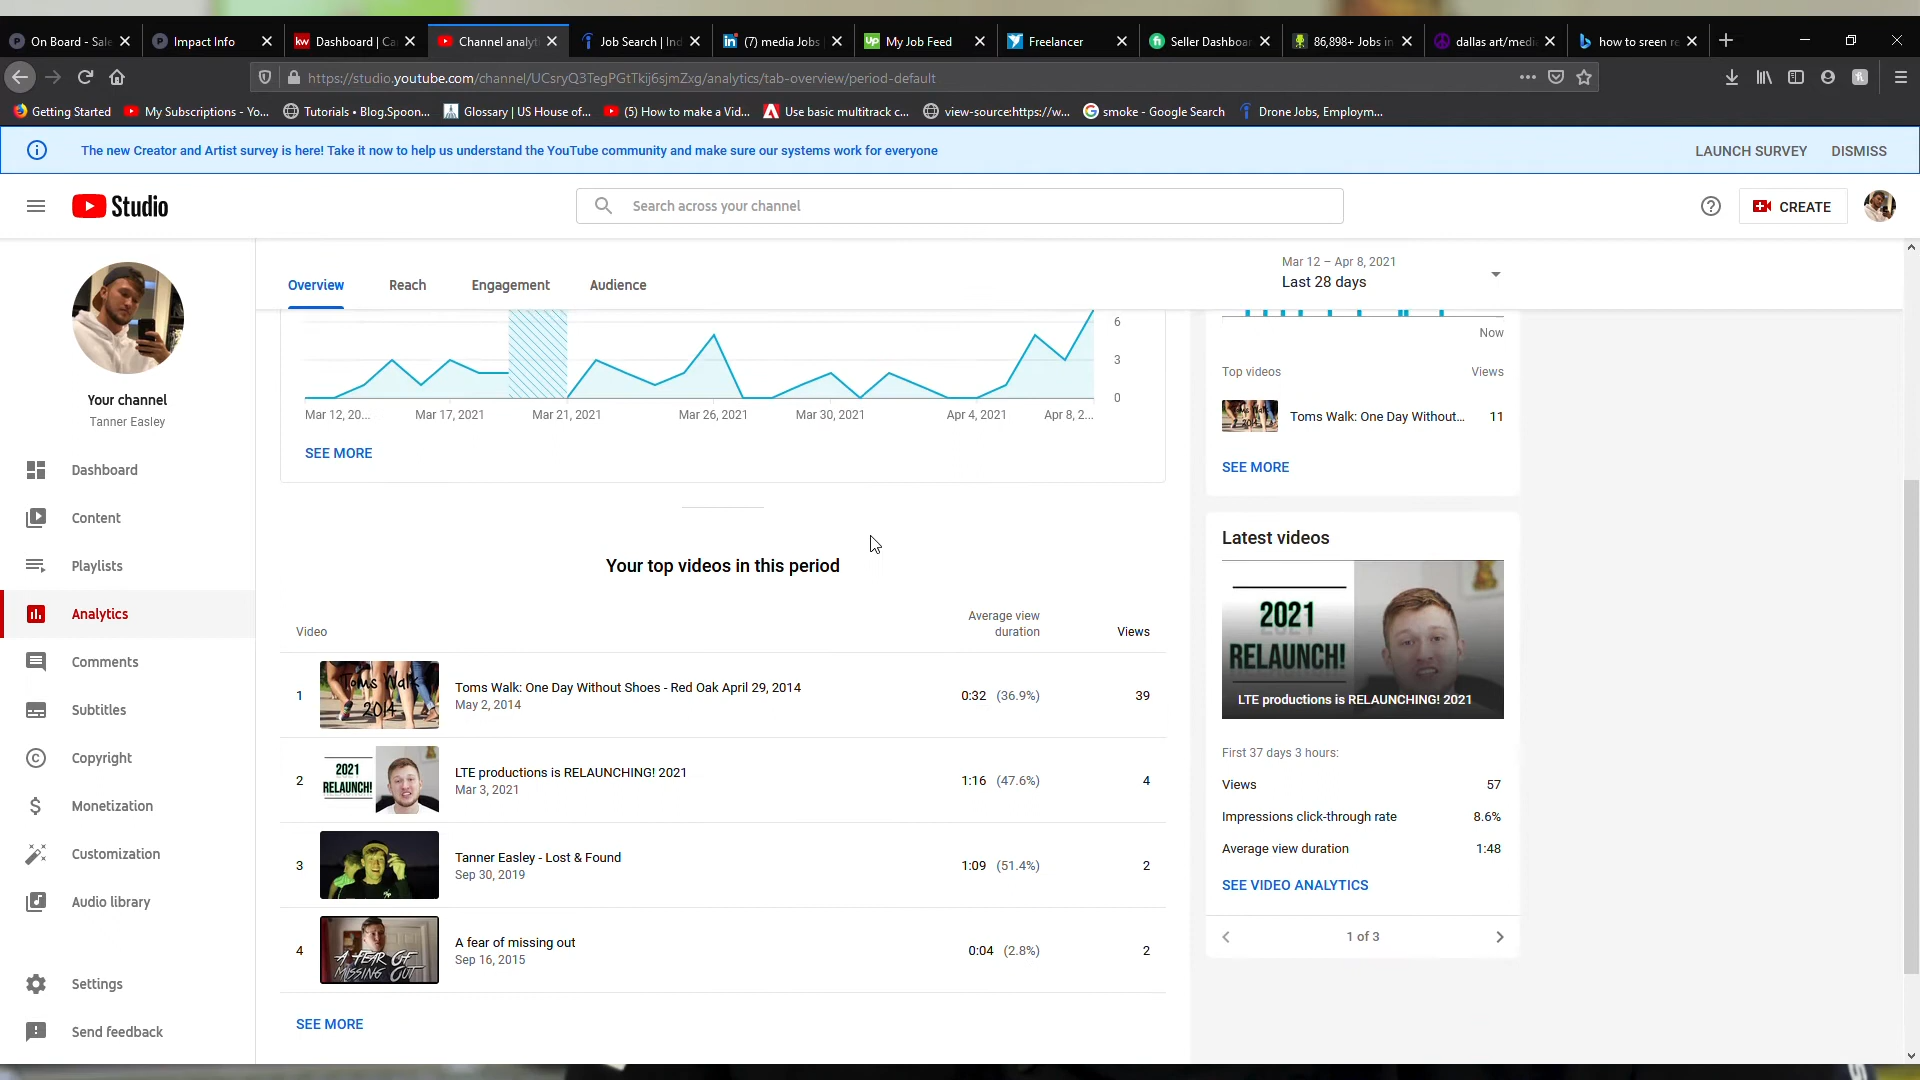 On Board - Sale
Impact Info
kw Dashboard | Ca
Channel analyt
Job Search | Ind
in (7) media Jobs
Up My Job Feed
Freelancer
fi Seller Dashboar
86,898+ Jobs in
dallas art/medi
how to sreen re
https://studio.youtube.com/channel/UCsryQ3TegPGtTkij6sjmZxg/analytics/tab-overview/period-default
Getting Started
My Subscriptions - Yo...
Tutorials • Blog.Spoon...
Glossary | US House of...
(5) How to make a Vid...
Use basic multitrack c...
view-source:https://w...
smoke - Google Search
Drone Jobs, Employm...
The new Creator and Artist survey is here! Take it now to help us understand the YouTube community and make sure our systems work for everyone
LAUNCH SURVEY
DISMISS
Studio
Search across your channel
CREATE
Your channel
Tanner Easley
Dashboard
Content
Playlists
Analytics
Comments
Subtitles
Copyright
Monetization
Customization
Audio library
Settings
Send feedback
Overview
Reach
Engagement
Audience
Mar 12 – Apr 8, 2021
Last 28 days
6
3
0
Mar 12, 20...
Mar 17, 2021
Mar 21, 2021
Mar 26, 2021
Mar 30, 2021
Apr 4, 2021
Apr 8, 2...
SEE MORE
Your top videos in this period
Video
Average view
duration
Views
1
Toms Walk
2014
Toms Walk: One Day Without Shoes - Red Oak April 29, 2014
May 2, 2014
0:32 (36.9%)
39
2
2021
RELAUNCH!
LTE productions is RELAUNCHING! 2021
Mar 3, 2021
1:16 (47.6%)
4
3
Tanner Easley - Lost & Found
Sep 30, 2019
1:09 (51.4%)
2
4
A FEAR OF
MISSING OUT
A fear of missing out
Sep 16, 2015
0:04 (2.8%)
2
SEE MORE
Now
Top videos
Views
Toms Walk
2014
Toms Walk: One Day Without...
11
SEE MORE
Latest videos
2021
RELAUNCH!
LTE productions is RELAUNCHING! 2021
First 37 days 3 hours:
Views
57
Impressions click-through rate
8.6%
Average view duration
1:48
SEE VIDEO ANALYTICS
1 of 3